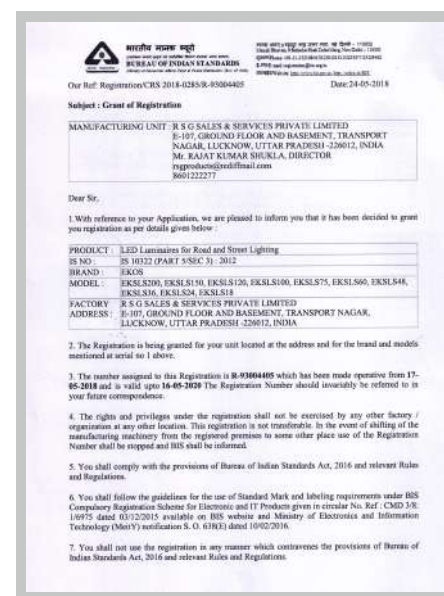 भारतीय मानक ब्यूरो
BUREAU OF INDIAN STANDARDS
Our Ref: Registration/CRS 2018-0285/R-93004405
Date:24-05-2018
Subject : Grant of Registration
MANUFACTURING UNIT R S G SALES & SERVICES PRIVATE LIMITED
E-107, GROUND FLOOR AND BASEMENT, TRANSPORT
NAGAR, LUCKNOW, UTTAR PRADESH -226012, INDIA
Mr. RAJAT KUMAR SHUKLA, DIRECTOR
rsgproducts@rediffmail.com
8601222277
Dear Sir,
1.With reference to your Application, we are pleased to inform you that it has been decided to grant
you registration as per details given below :
PRODUCT : LED Luminaires for Road and Street Lighting
IS NO : IS 10322 (PART 5/SEC 3) : 2012
BRAND : EKOS
MODEL : EKSLS200, EKSLS150, EKSLS120, EKSLS100, EKSLS75, EKSLS60, EKSLS48,
EKSLS36, EKSLS24, EKSLS18
FACTORY R S G SALES & SERVICES PRIVATE LIMITED
ADDRESS : E-107, GROUND FLOOR AND BASEMENT, TRANSPORT NAGAR,
LUCKNOW, UTTAR PRADESH -226012, INDIA
2. The Registration is being granted for your unit located at the address and for the brand and models
mentioned at serial no 1 above.
3. The number assigned to this Registration is R-93004405 which has been made operative from 17-
05-2018 and is valid upto 16-05-2020 The Registration Number should invariably be referred to in
your future correspondence.
4. The rights and privileges under the registration shall not be exercised by any other factory /
organization at any other location. This registration is not transferable. In the event of shifting of the
manufacturing machinery from the registered premises to some other place use of the Registration
Number shall be stopped and BIS shall be informed.
5. You shall comply with the provisions of Bureau of Indian Standards Act, 2016 and relevant Rules
and Regulations.
6. You shall follow the guidelines for the use of Standard Mark and labeling requirements under BIS
Compulsory Registration Scheme for Electronic and IT Products given in circular No. Ref : CMD 3/8:
1/6975 dated 03/12/2015 available on BIS website and Ministry of Electronics and Information
Technology (MeitY) notification S. O. 638(E) dated 10/02/2016.
7. You shall not use the registration in any manner which contravenes the provisions of Bureau of
Indian Standards Act, 2016 and relevant Rules and Regulations.